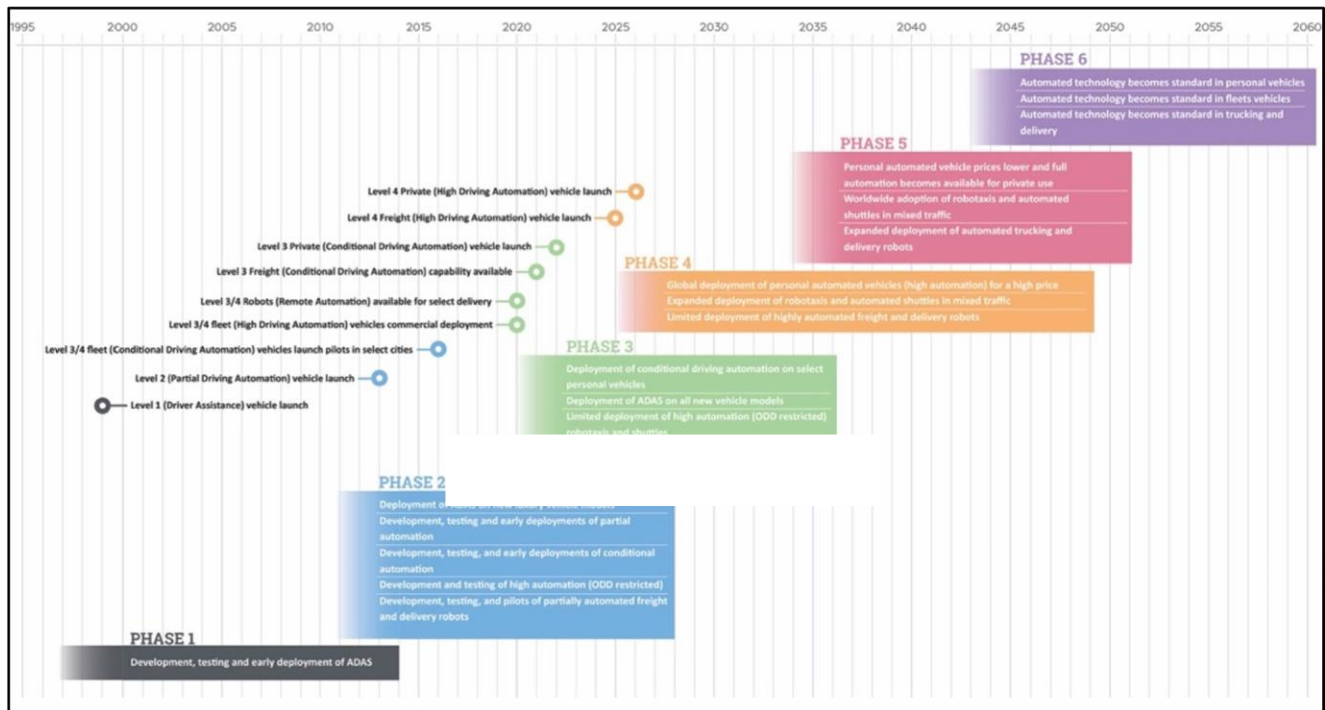 1995 2000 2005 2010 2015 2020 2025 2030 2035 2040 2045 2050 2055 2060
PHASE 6
Automated technology becomes standard in personal vehicles
Automated technology becomes standard in fleets vehicles
Automated technology becomes standard in trucking and
delivery
PHASE 5
Personal automated vehicle prices lower and full
automation becomes available for private use
Worldwide adoption of robotaxis and automated
shuttles in mixed traffic
Expanded deployment of automated trucking and
delivery robots
Level 4 Private (High Driving Automation) vehicle launch
Level 4 Freight (High Driving Automation) vehicle launch
Level 3 Private (Conditional Driving Automation) vehicle launch
Level 3 Freight (Conditional Driving Automation) capability available
Level 3/4 Robots (Remote Automation) available for select delivery
Level 3/4 fleet (High Driving Automation) vehicles commercial deployment
Level 3/4 fleet (Conditional Driving Automation) vehicles launch pilots in select cities
Level 2 (Partial Driving Automation) vehicle launch
Level 1 (Driver Assistance) vehicle launch
PHASE 4
Global deployment of personal automated vehicles (high automation) for a high price
Expanded deployment of robotaxis and automated shuttles in mixed traffic
Limited deployment of highly automated freight and delivery robots
PHASE 3
Deployment of conditional driving automation on select
personal vehicles
Deployment of ADAS on all new vehicle models
Limited deployment of high automation (ODD restricted)
robotaxis and shuttles
PHASE 2
Deployment of ADAS on new luxury vehicle models
Development, testing and early deployments of partial
automation
Development, testing, and early deployments of conditional
automation
Development and testing of high automation (ODD restricted)
Development, testing, and pilots of partially automated freight
and delivery robots
PHASE 1
Development, testing and early deployment of ADAS